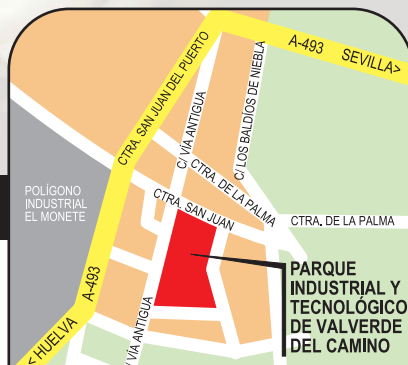 A-493
SEVILLA>
CTRA. SAN JUAN DEL PUERTO
C/ VÍA ANTIGUA
C/ LOS BALDÍOS DE NIEBLA
CTRA. DE LA PALMA
POLÍGONO
INDUSTRIAL
EL MONETE
CTRA. SAN JUAN
CTRA. DE LA PALMA
PARQUE
INDUSTRIAL Y
TECNOLÓGICO
DE VALVERDE
DEL CAMINO
A-493
< HUELVA
/ VÍA ANTIGUA